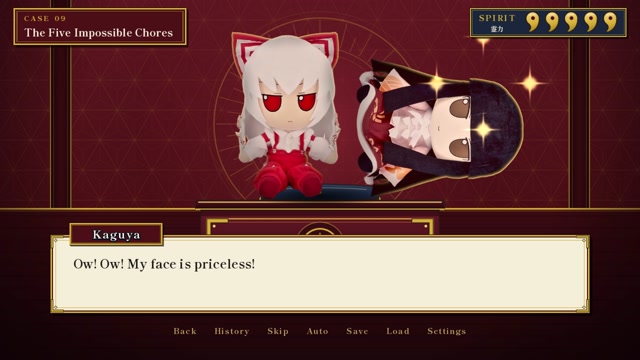 CASE 09
The Five Impossible Chores
SPIRIT
霊力
Kaguya
Ow! Ow! My face is priceless!
Back History Skip Auto Save Load Settings